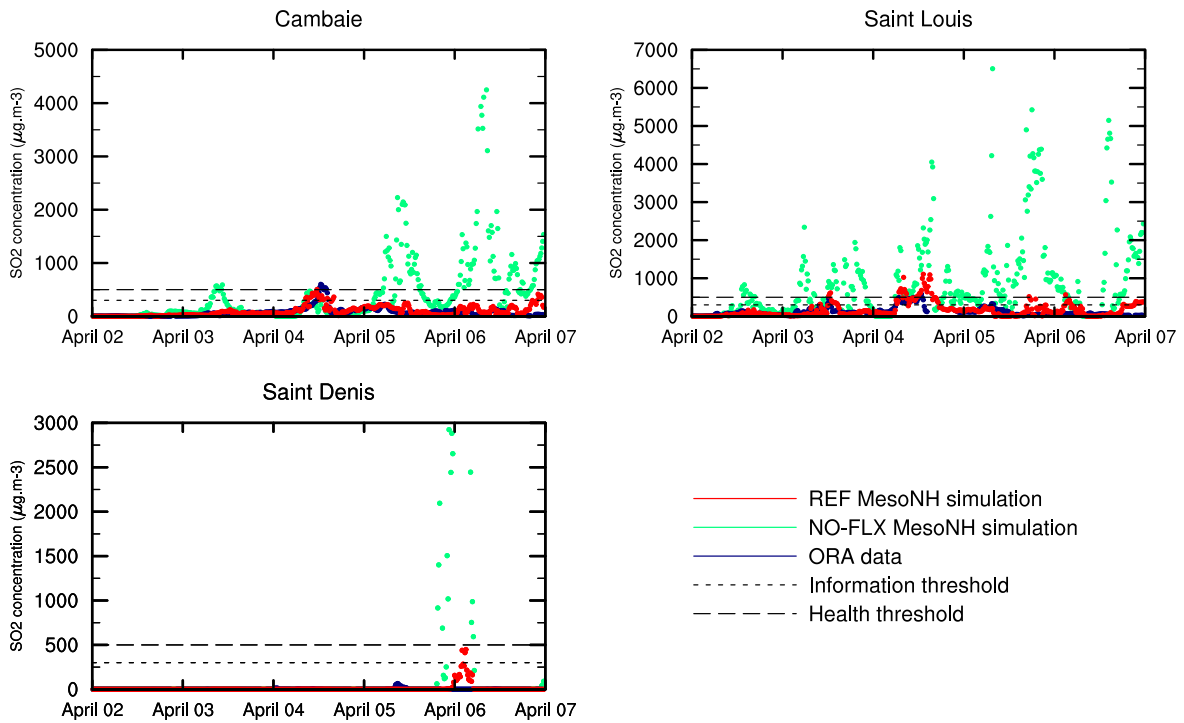 Cambaie
SO2 concentration (µg.m-3)
5000
4000
3000
2000
1000
0
April 02 April 03 April 04 April 05 April 06 April 07
Saint Louis
SO2 concentration (µg.m-3)
7000
6000
5000
4000
3000
2000
1000
0
April 02 April 03 April 04 April 05 April 06 April 07
Saint Denis
SO2 concentration (µg.m-3)
3000
2500
2000
1500
1000
500
0
April 02 April 03 April 04 April 05 April 06 April 07
REF MesoNH simulation
NO-FLX MesoNH simulation
ORA data
Information threshold
Health threshold